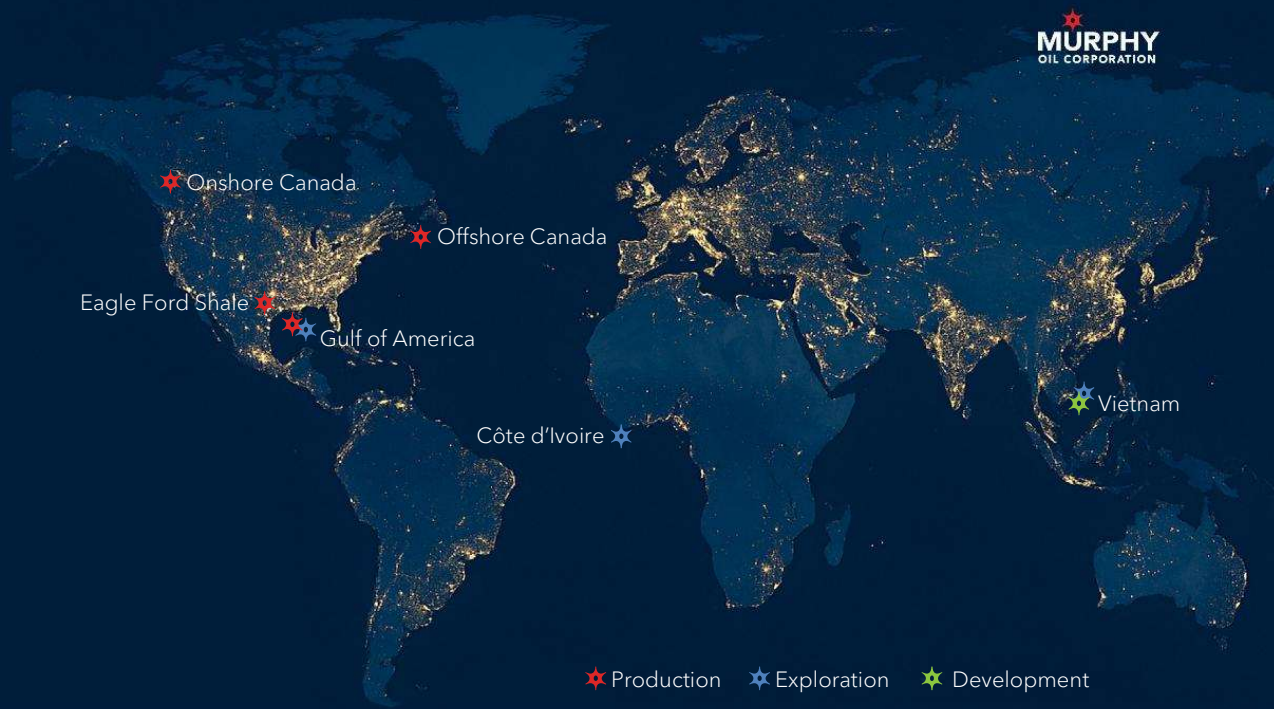 MURPHY
OIL CORPORATION
Onshore Canada
Offshore Canada
Eagle Ford Shale
Gulf of America
Vietnam
Côte d’Ivoire
Production
Exploration
Development